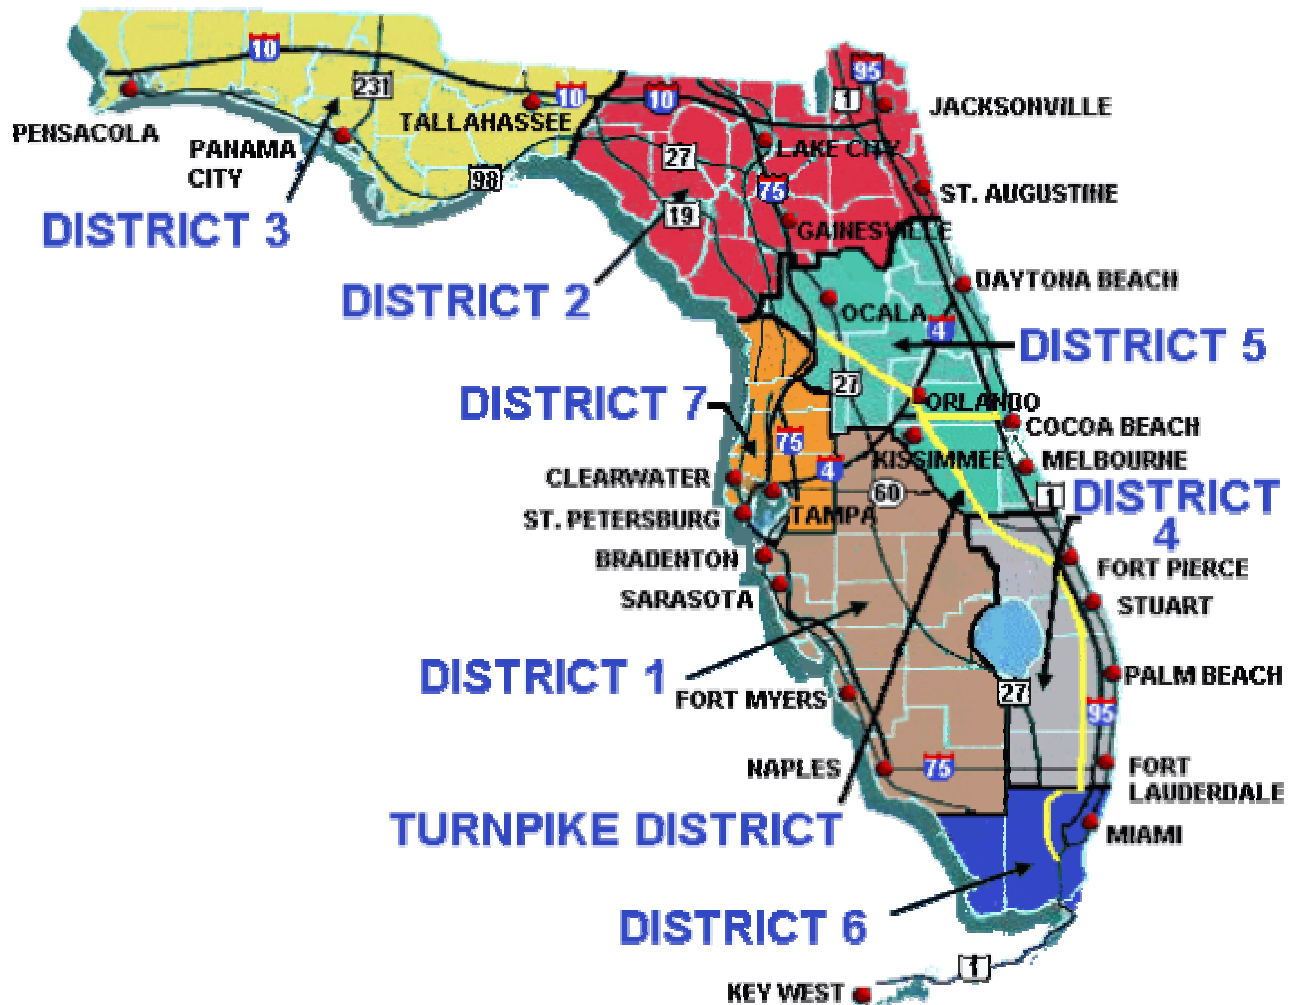 10
95
231
10
10
1
JACKSONVILLE
PENSACOLA
TALLAHASSEE
PANAMA
CITY
27
LAKE CITY
98
75
ST. AUGUSTINE
DISTRICT 3
19
GAINESVILLE
DISTRICT 2
DAYTONA BEACH
OCALA
4
DISTRICT 5
27
DISTRICT 7
ORLANDO
COCOA BEACH
75
KISSIMMEE
MELBOURNE
CLEARWATER
4
60
1
DISTRICT
4
ST. PETERSBURG
TAMPA
BRADENTON
FORT PIERCE
SARASOTA
STUART
DISTRICT 1
FORT MYERS
27
PALM BEACH
95
NAPLES
75
FORT
LAUDERDALE
TURNPIKE DISTRICT
MIAMI
DISTRICT 6
1
KEY WEST